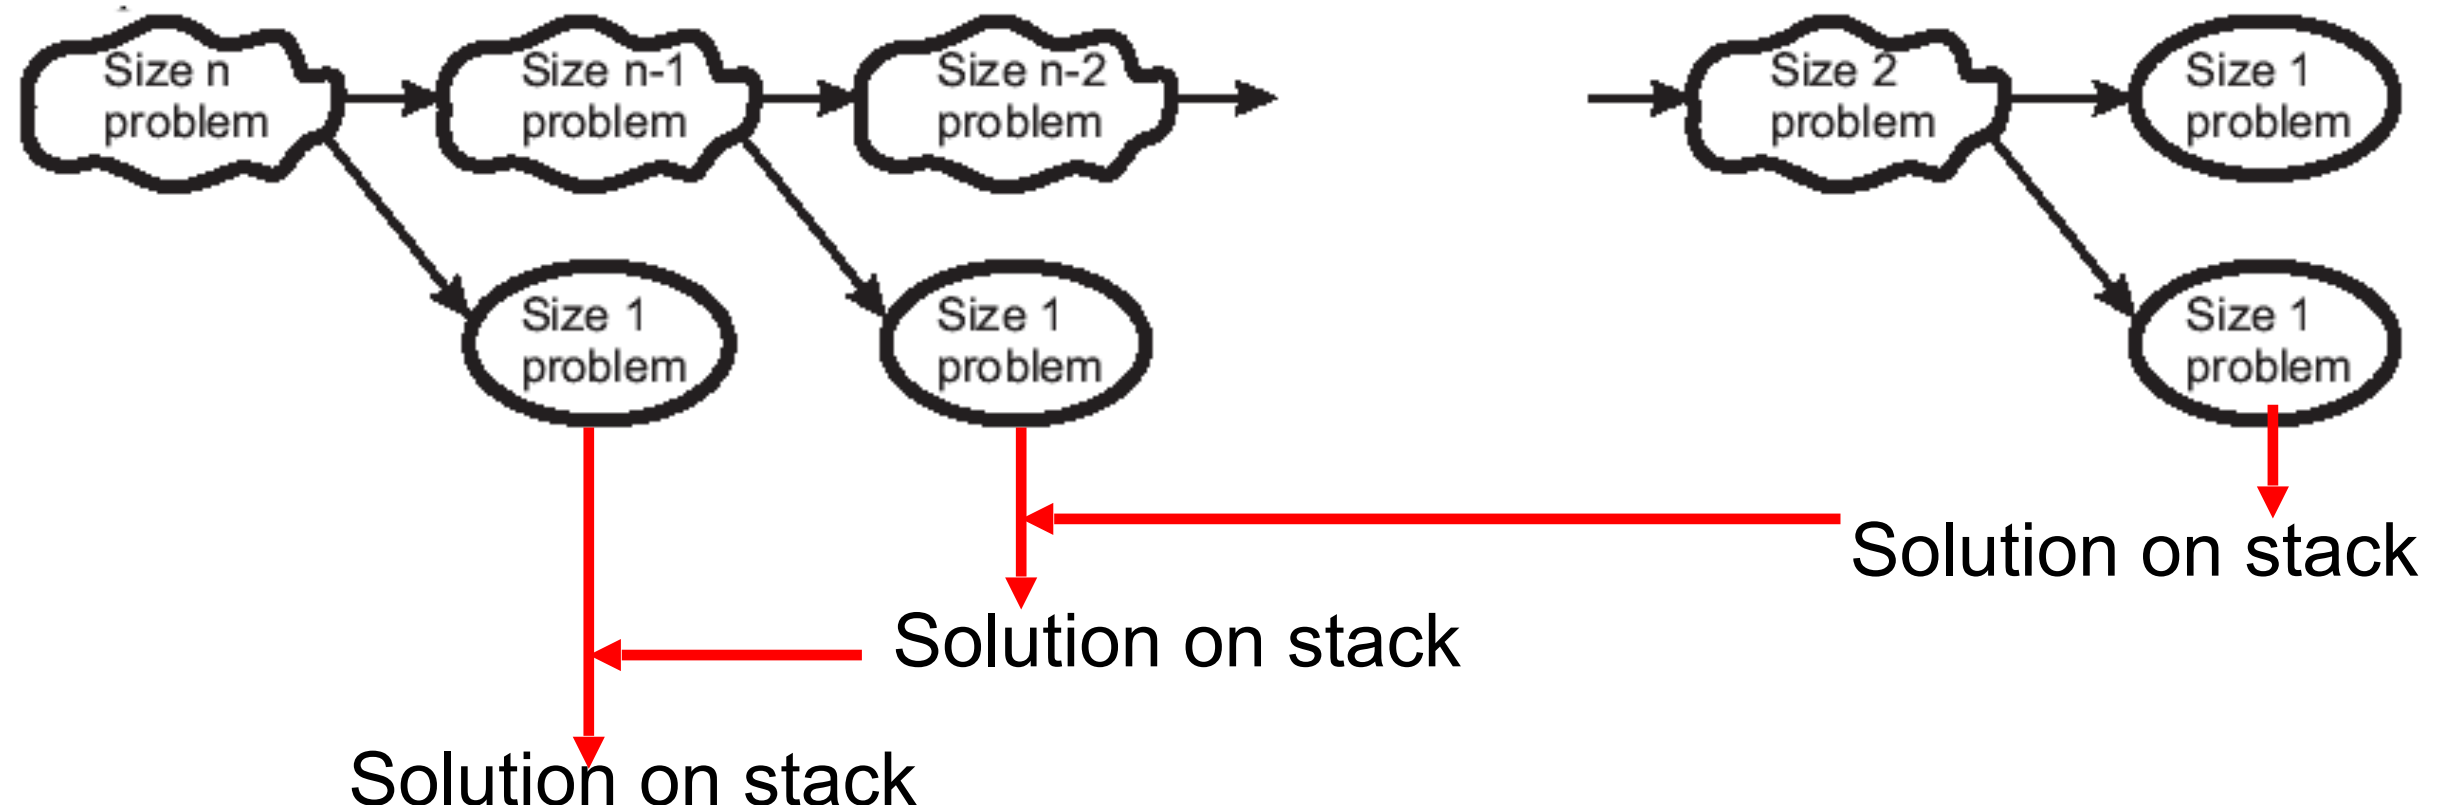 Size n
problem
Size n-1
problem
Size n-2
problem
Size 2
problem
Size 1
problem
Size 1
problem
Size 1
problem
Size 1
problem
Solution on stack
Solution on stack
Solution on stack